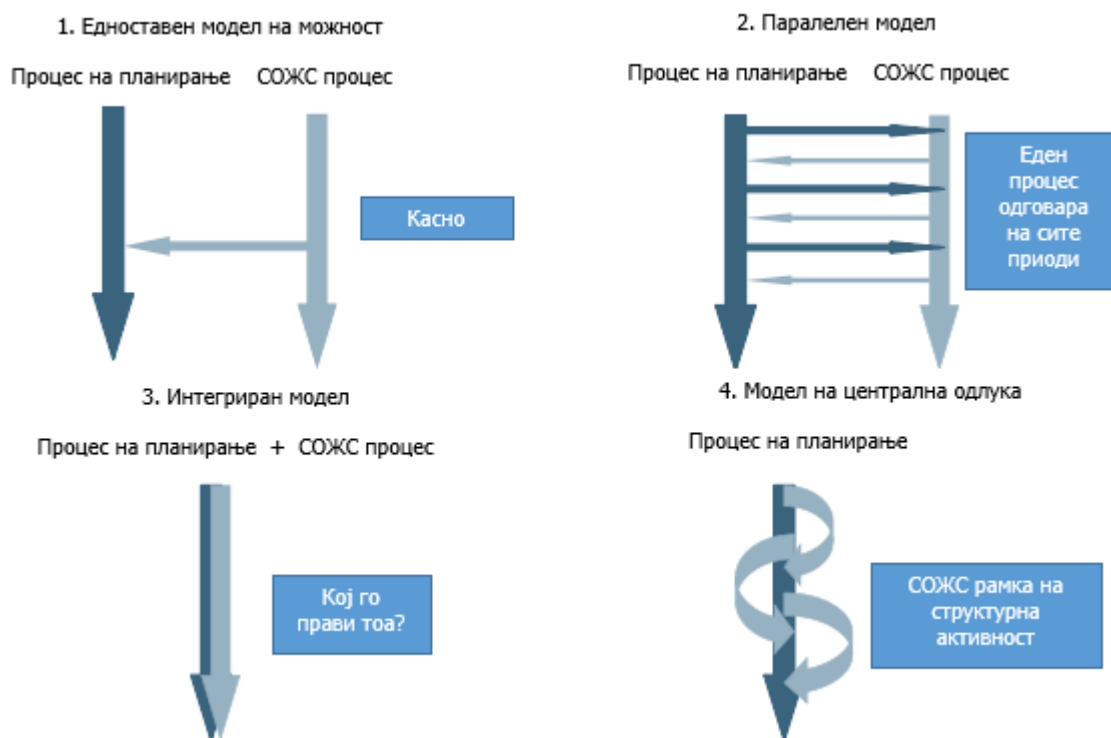 1. Едноставен модел на можност
Процес на планирање СОЖС процес
Касно
2. Паралелен модел
Процес на планирање СОЖС процес
Еден
процес
одговара
на сите
приоди
3. Интегриран модел
Процес на планирање + СОЖС процес
Кој го
прави тоа?
4. Модел на централна одлука
Процес на планирање
СОЖС рамка на
структурна
активност